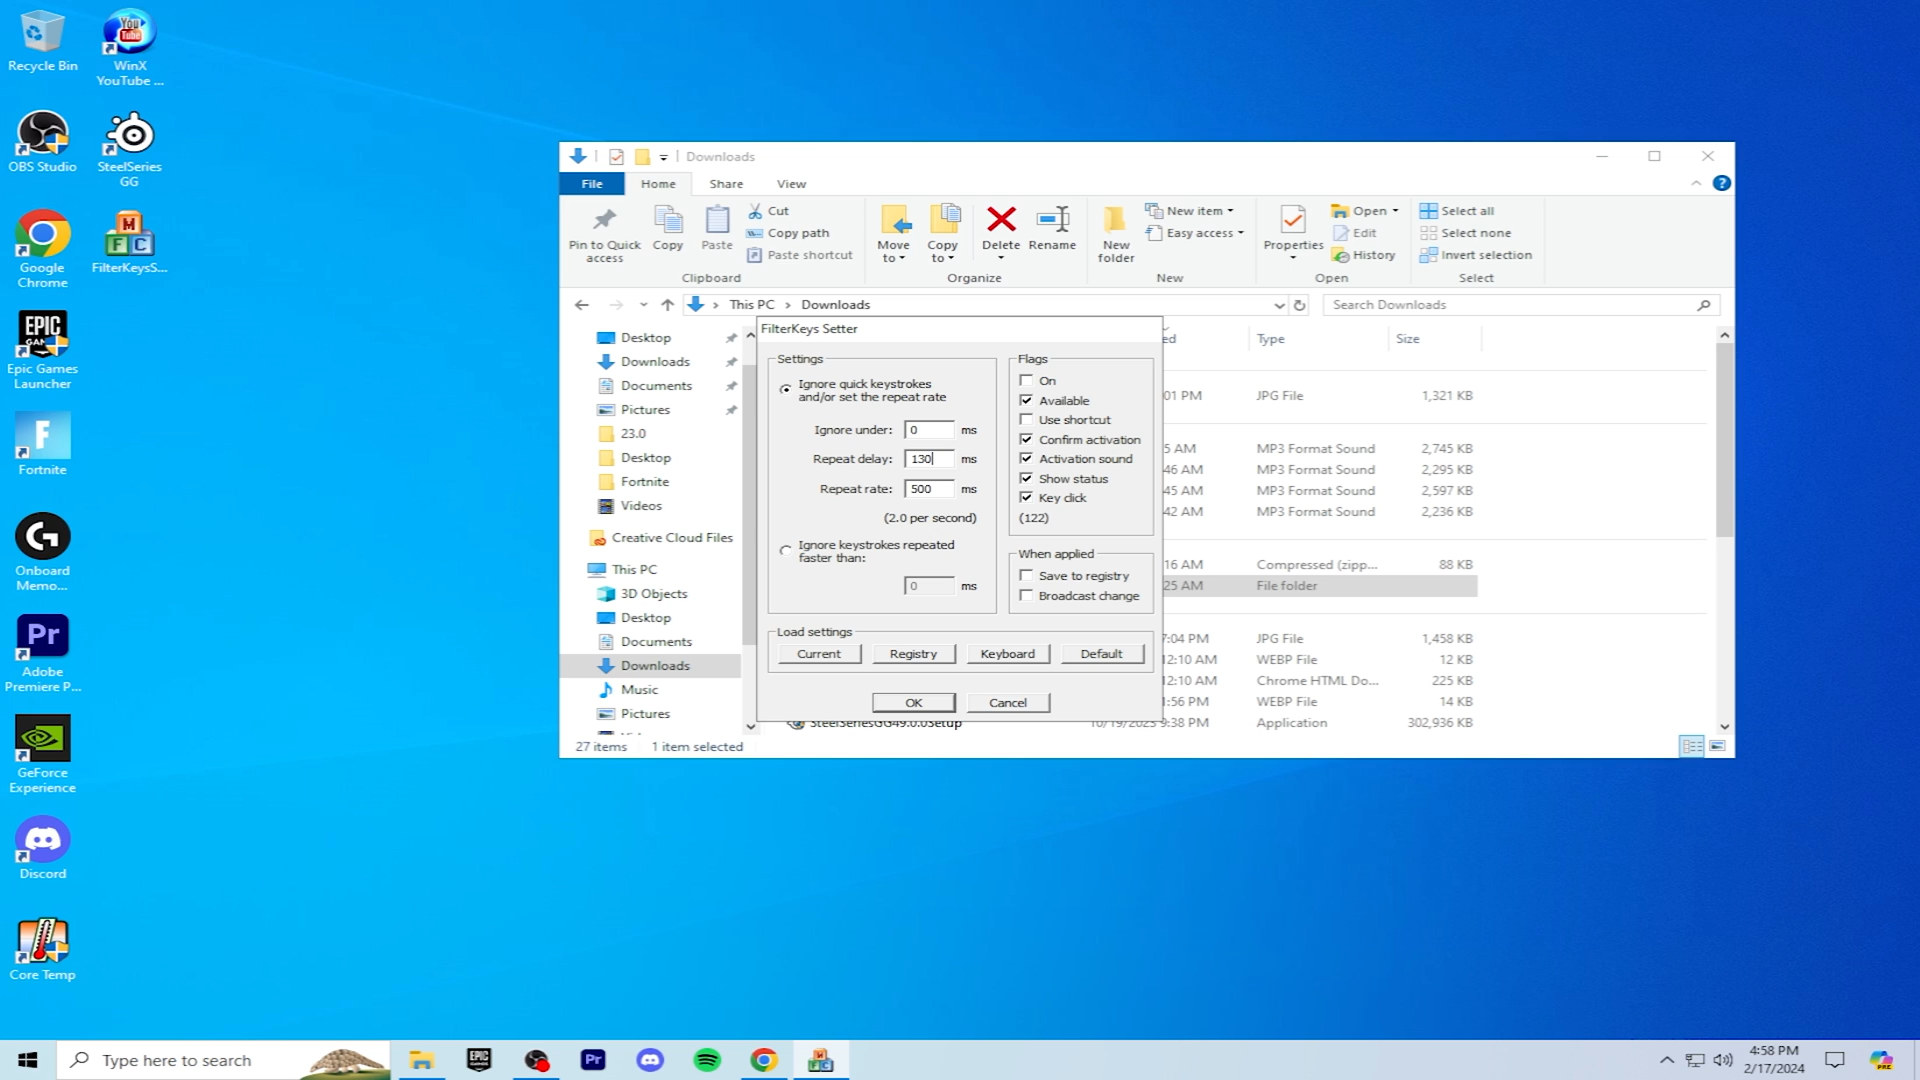 Recycle Bin
WinX
YouTube ...
OBS Studio
SteelSeries
GG
Google
Chrome
FilterKeysS...
Epic Games
Launcher
Fortnite
Onboard
Memo...
Adobe
Premiere P...
GeForce
Experience
Discord
Core Temp
Downloads
File
Home
Share
View
Pin to Quick
access
Copy
Paste
Cut
Copy path
Paste shortcut
Clipboard
Move
to
Copy
to
Delete
Rename
Organize
New
folder
New item
Easy access
New
Properties
Open
Edit
History
Open
Select all
Select none
Invert selection
Select
This PC
Downloads
Search Downloads
Desktop
Downloads
Documents
Pictures
23.0
Desktop
Fortnite
Videos
Creative Cloud Files
This PC
3D Objects
Desktop
Documents
Downloads
Music
Pictures
27 items
1 item selected
FilterKeys Setter
Settings
Ignore quick keystrokes
and/or set the repeat rate
Ignore under: 0 ms
Repeat delay: 130 ms
Repeat rate: 500 ms
(2.0 per second)
Ignore keystrokes repeated
faster than:
0 ms
Flags
On
Available
Use shortcut
Confirm activation
Activation sound
Show status
Key click
(122)
When applied
Save to registry
Broadcast change
Load settings
Current
Registry
Keyboard
Default
OK
Cancel
ed Type Size
01 PM JPG File 1,321 KB
5 AM MP3 Format Sound 2,745 KB
46 AM MP3 Format Sound 2,295 KB
45 AM MP3 Format Sound 2,597 KB
42 AM MP3 Format Sound 2,236 KB
16 AM Compressed (zipp... 88 KB
25 AM File folder
7:04 PM JPG File 1,458 KB
12:10 AM WEBP File 12 KB
12:10 AM Chrome HTML Do... 225 KB
1:56 PM WEBP File 14 KB
SteelSeriesGG49.0.0Setup 10/19/2023 9:38 PM Application 302,936 KB
Type here to search
4:58 PM
2/17/2024